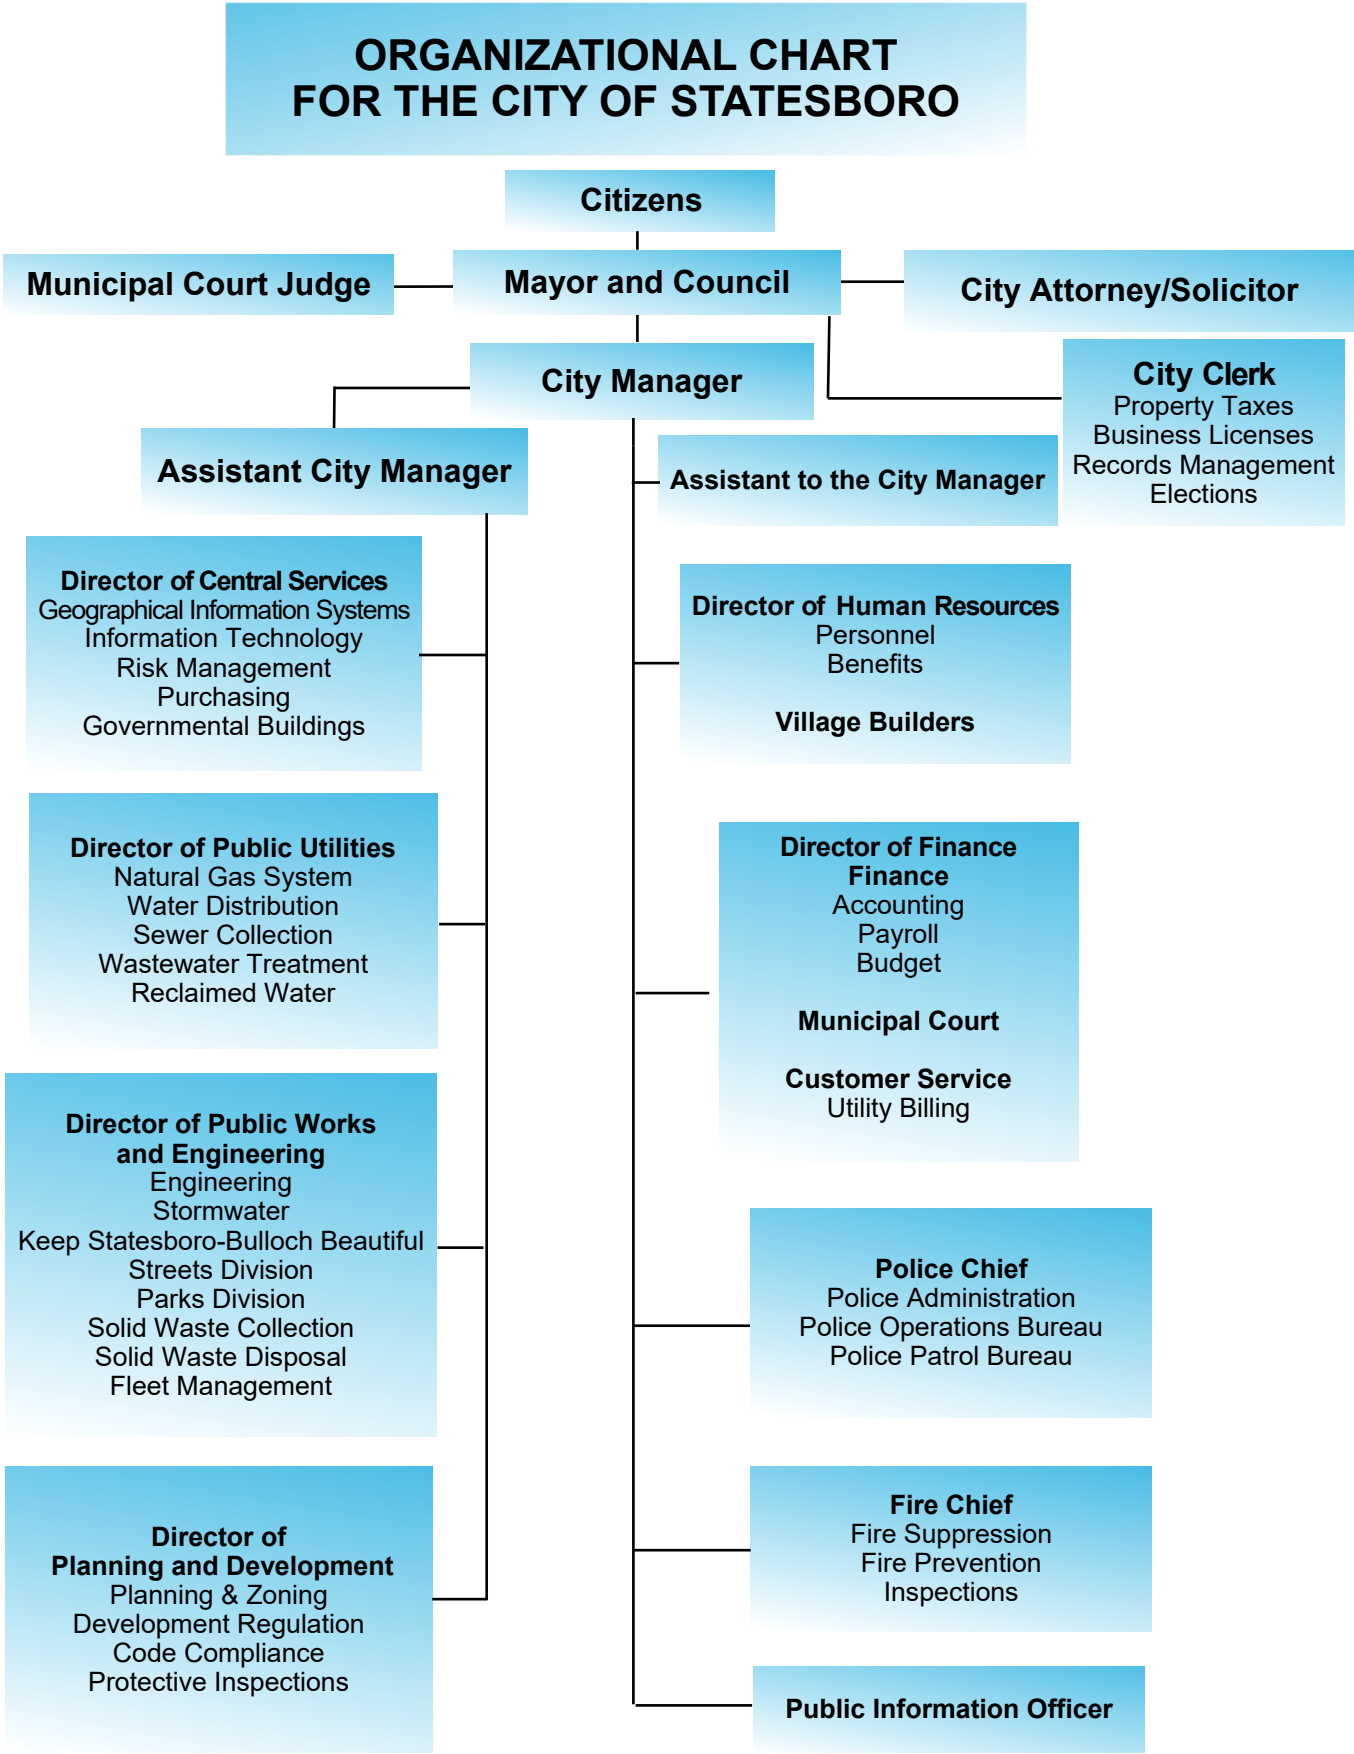 ORGANIZATIONAL CHART
FOR THE CITY OF STATESBORO
Citizens
Municipal Court Judge
Mayor and Council
City Attorney/Solicitor
City Manager
City Clerk
Property Taxes
Business Licenses
Records Management
Elections
Assistant City Manager
Assistant to the City Manager
Director of Central Services
Geographical Information Systems
Information Technology
Risk Management
Purchasing
Governmental Buildings
Director of Human Resources
Personnel
Benefits
Village Builders
Director of Public Utilities
Natural Gas System
Water Distribution
Sewer Collection
Wastewater Treatment
Reclaimed Water
Director of Finance
Finance
Accounting
Payroll
Budget
Municipal Court
Customer Service
Utility Billing
Director of Public Works
and Engineering
Engineering
Stormwater
Keep Statesboro-Bulloch Beautiful
Streets Division
Parks Division
Solid Waste Collection
Solid Waste Disposal
Fleet Management
Police Chief
Police Administration
Police Operations Bureau
Police Patrol Bureau
Director of
Planning and Development
Planning & Zoning
Development Regulation
Code Compliance
Protective Inspections
Fire Chief
Fire Suppression
Fire Prevention
Inspections
Public Information Officer